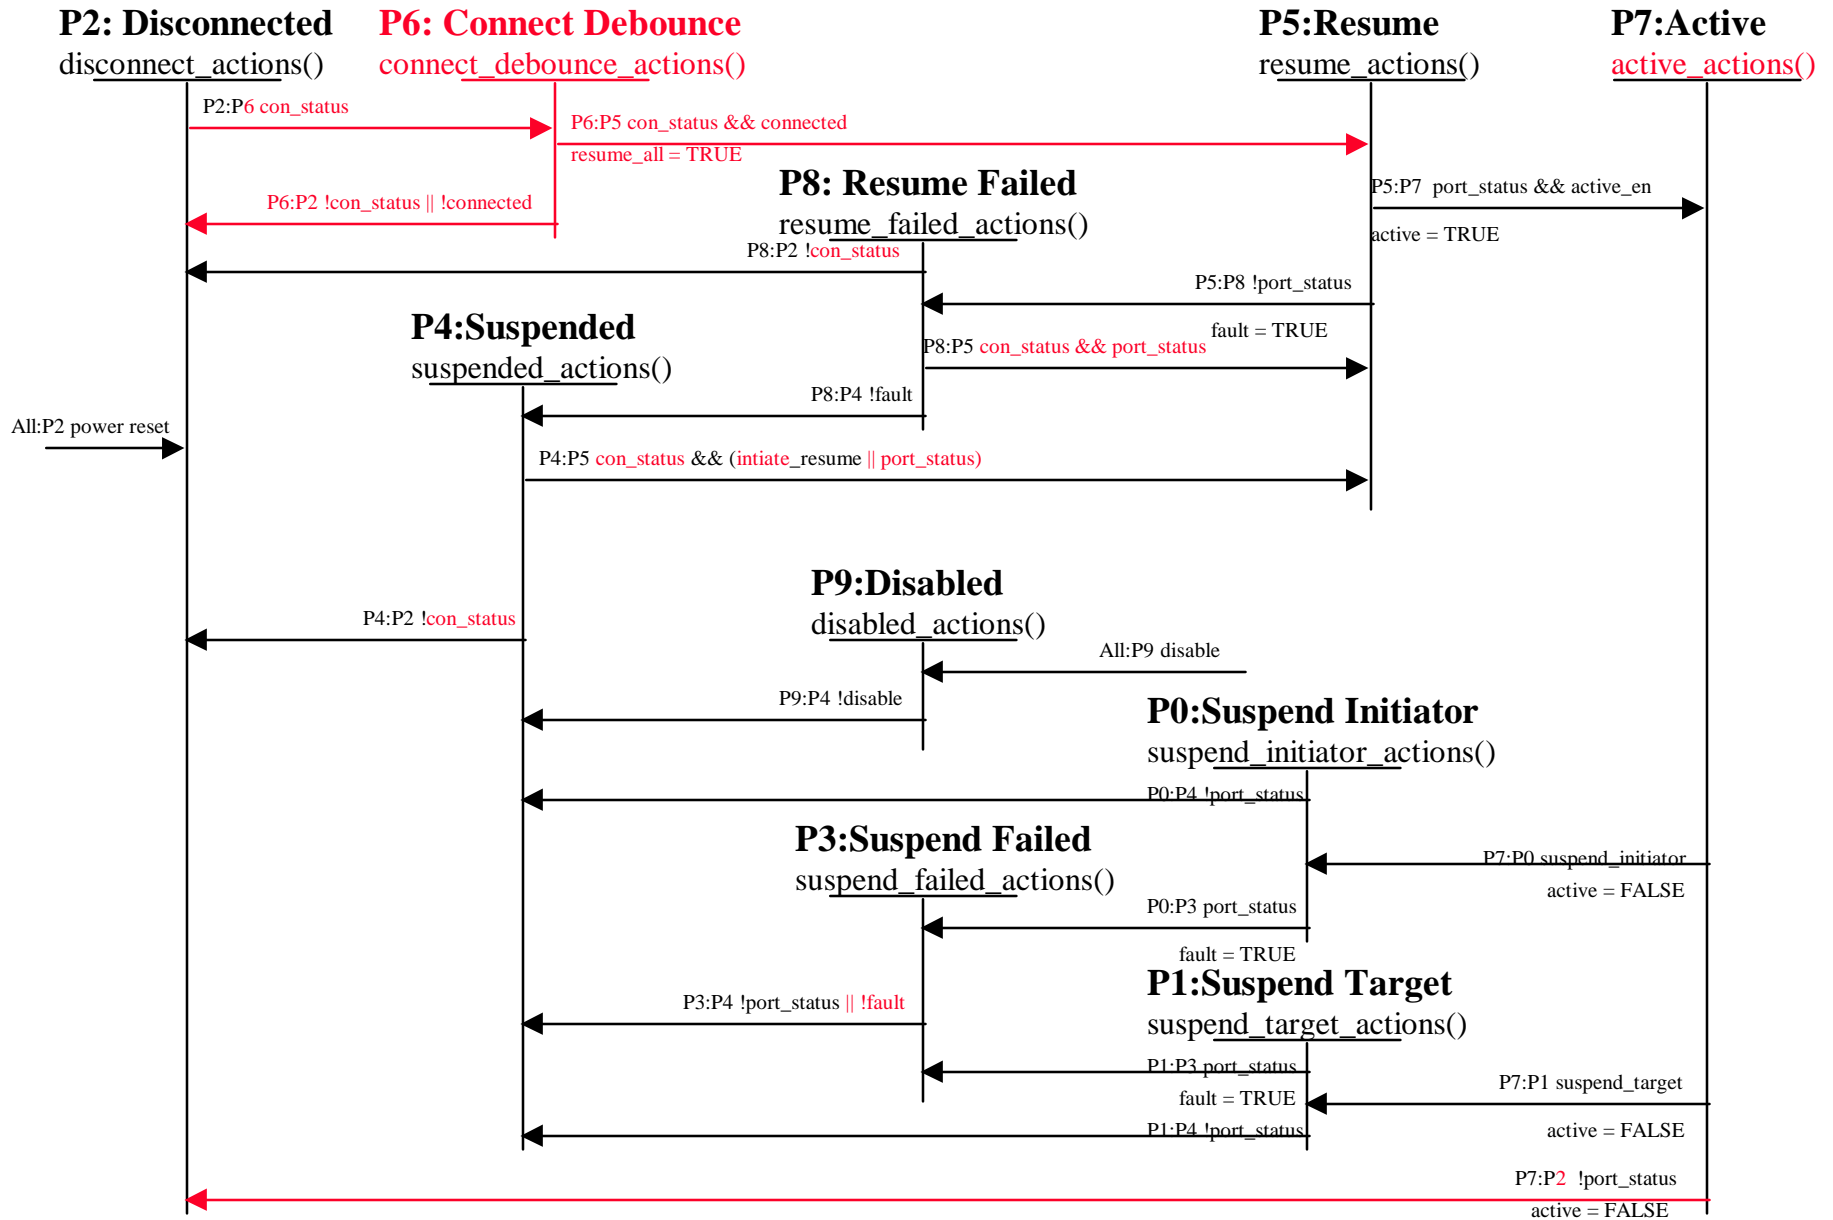 P2: Disconnected
disconnect_actions()
P6: Connect Debounce
connect_debounce_actions()
P5:Resume
resume_actions()
P7:Active
active_actions()
P2:P6 con_status
P6:P5 con_status && connected
resume_all = TRUE
P8: Resume Failed
resume_failed_actions()
P5:P7 port_status && active_en
active = TRUE
P6:P2 !con_status || !connected
P8:P2 !con_status
P5:P8 !port_status
fault = TRUE
P4:Suspended
suspended_actions()
P8:P5 con_status && port_status
P8:P4 !fault
All:P2 power reset
P4:P5 con_status && (intiate_resume || port_status)
P9:Disabled
disabled_actions()
P4:P2 !con_status
All:P9 disable
P9:P4 !disable
P0:Suspend Initiator
suspend_initiator_actions()
P0:P4 !port_status
P3:Suspend Failed
suspend_failed_actions()
P7:P0 suspend_initiator
active = FALSE
P0:P3 port_status
fault = TRUE
P1:Suspend Target
suspend_target_actions()
P3:P4 !port_status || !fault
P1:P3 port_status
fault = TRUE
P7:P1 suspend_target
P1:P4 !port_status
active = FALSE
P7:P2 !port_status
active = FALSE